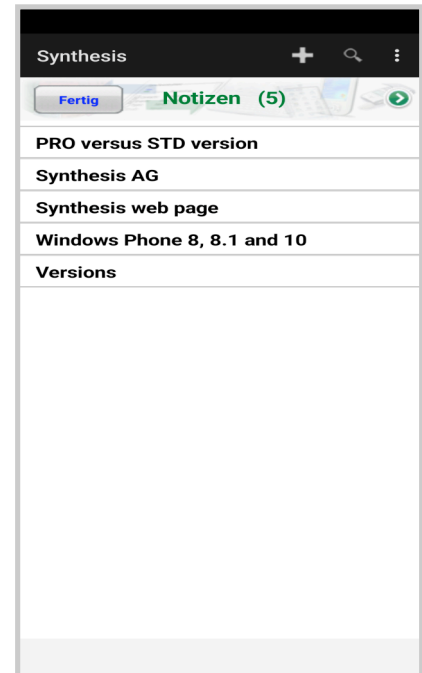 Synthesis
Fertig Notizen (5)
PRO versus STD version
Synthesis AG
Synthesis web page
Windows Phone 8, 8.1 and 10
Versions